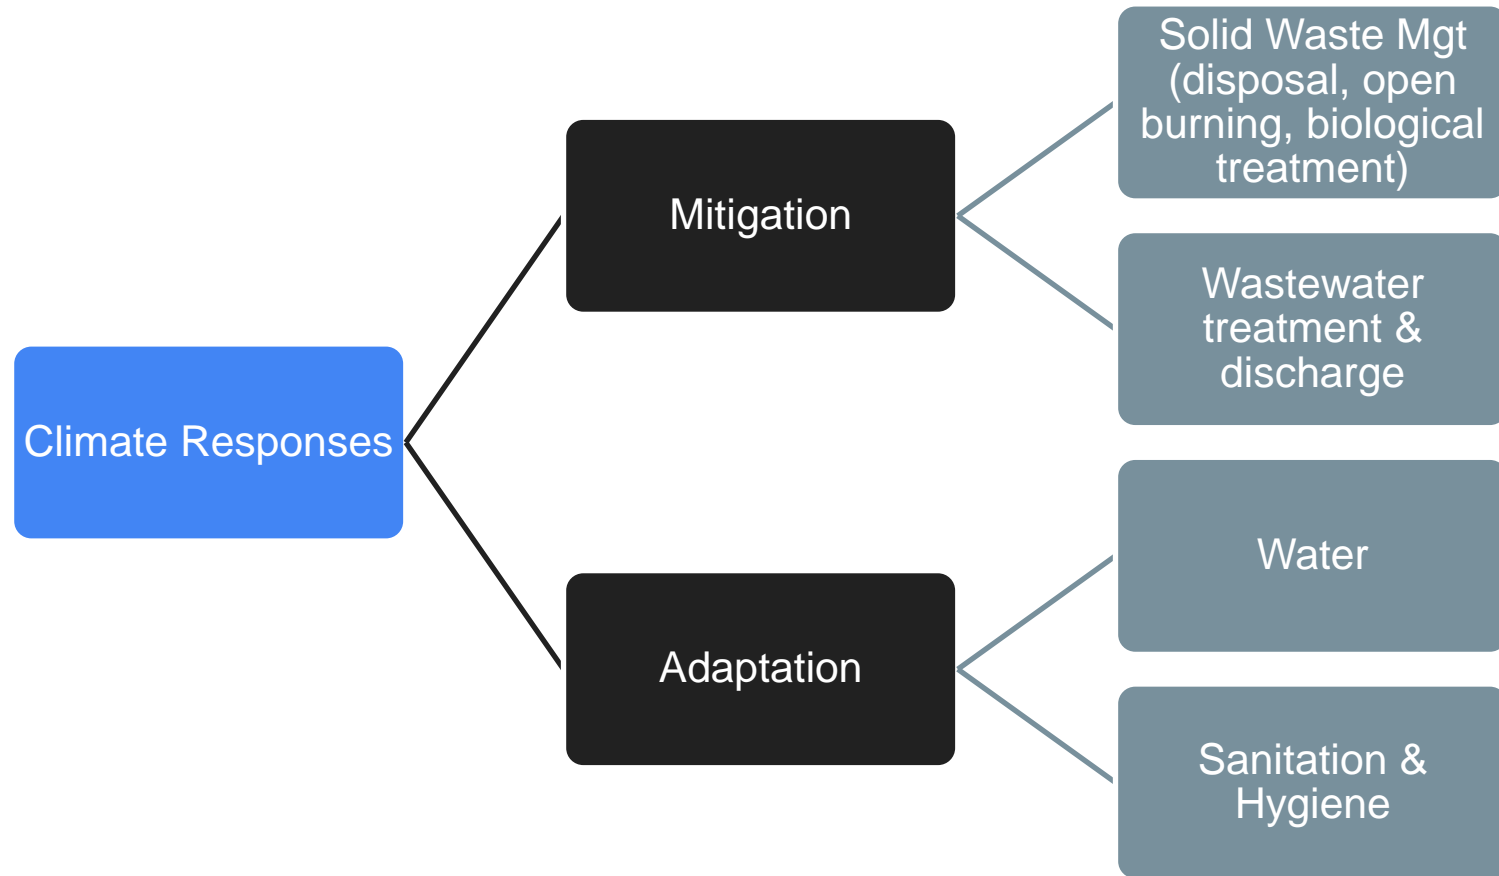 Solid Waste Mgt
(disposal, open
burning, biological
treatment)
Mitigation
Wastewater
treatment &
discharge
Climate Responses
Water
Adaptation
Sanitation &
Hygiene